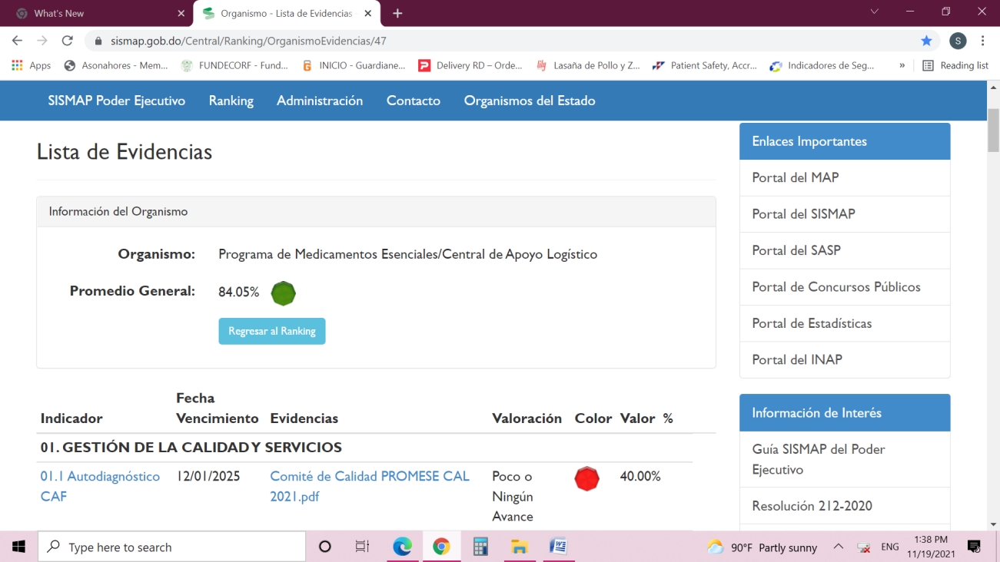 What's New
Organismo - Lista de Evidencias
sismap.gob.do/Central/Ranking/OrganismoEvidencias/47
S
Apps
Asonahores - Mem...
FUNDECORF - Fund...
INICIO - Guardiane...
Delivery RD – Orde...
Lasaña de Pollo y Z...
Patient Safety, Accr...
Indicadores de Seg...
»
Reading list
SISMAP Poder Ejecutivo
Ranking
Administración
Contacto
Organismos del Estado
Lista de Evidencias
Información del Organismo
Organismo: Programa de Medicamentos Esenciales/Central de Apoyo Logístico
Promedio General: 84.05%
Regresar al Ranking
Indicador
Fecha
Vencimiento
Evidencias
Valoración
Color
Valor %
01. GESTIÓN DE LA CALIDAD Y SERVICIOS
01.1 Autodiagnóstico
CAF
12/01/2025
Comité de Calidad PROMESE CAL
2021.pdf
Poco o
Ningún
Avance
40.00%
Enlaces Importantes
Portal del MAP
Portal del SISMAP
Portal del SASP
Portal de Concursos Públicos
Portal de Estadísticas
Portal del INAP
Información de Interés
Guía SISMAP del Poder
Ejecutivo
Resolución 212-2020
Type here to search
90°F Partly sunny
ENG
1:38 PM
11/19/2021